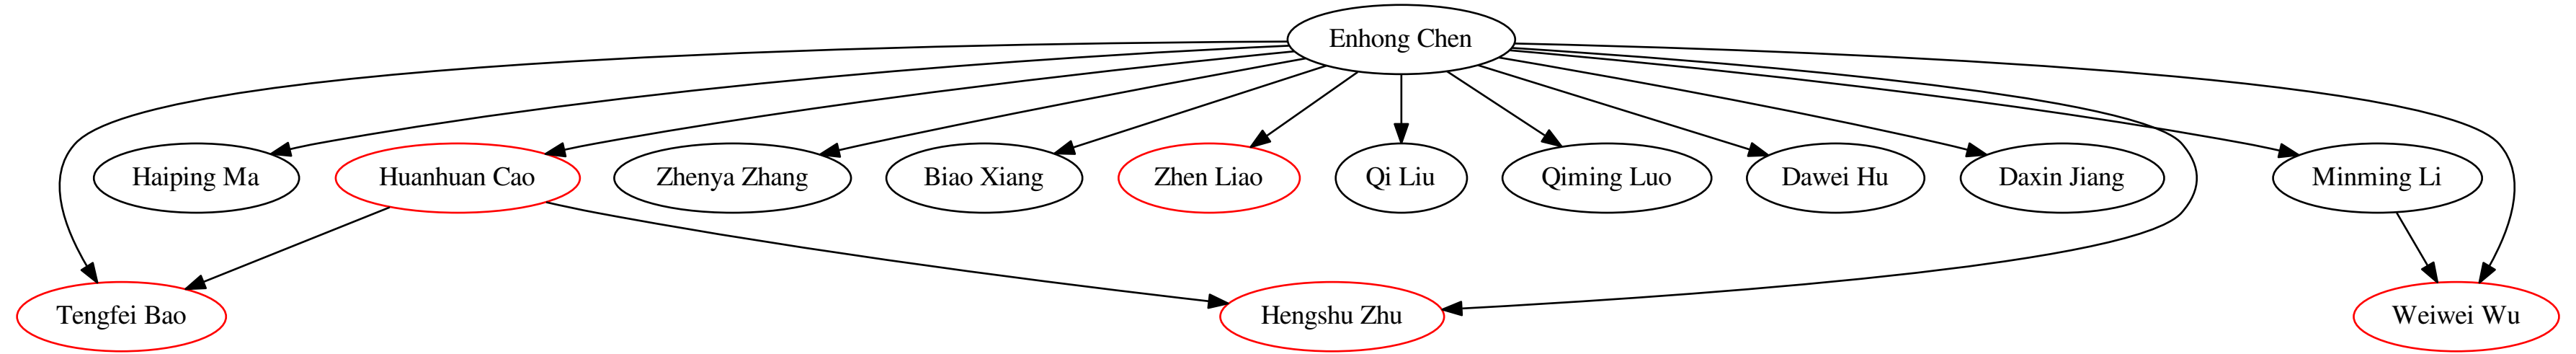 Enhong Chen
Haiping Ma
Huanhuan Cao
Zhenya Zhang
Biao Xiang
Zhen Liao
Qi Liu
Qiming Luo
Dawei Hu
Daxin Jiang
Minming Li
Tengfei Bao
Hengshu Zhu
Weiwei Wu